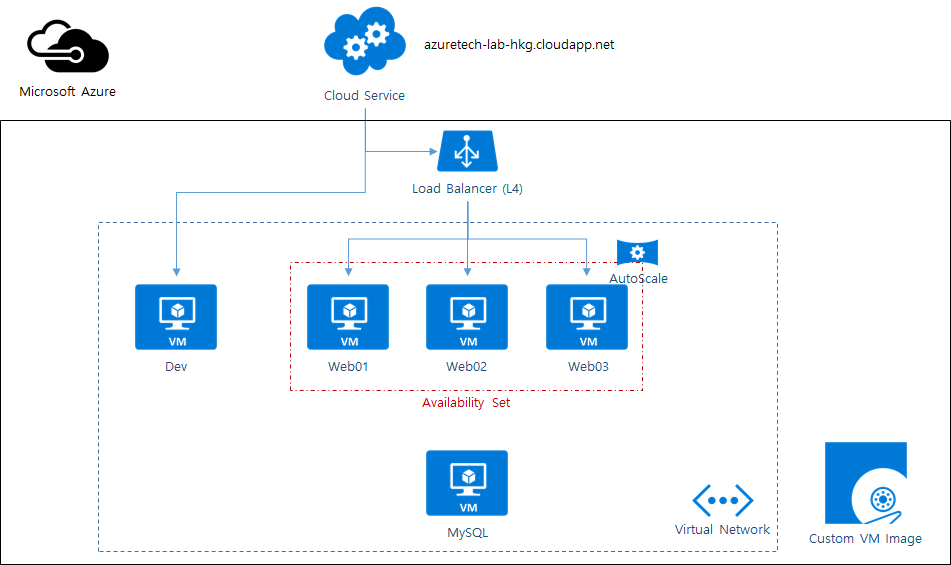 azuretech-lab-hkg.cloudapp.net
Microsoft Azure
Cloud Service
Load Balancer (L4)
AutoScale
VM
VM
VM
VM
Dev
Web01
Web02
Web03
Availability Set
VM
MySQL
Virtual Network
Custom VM Image